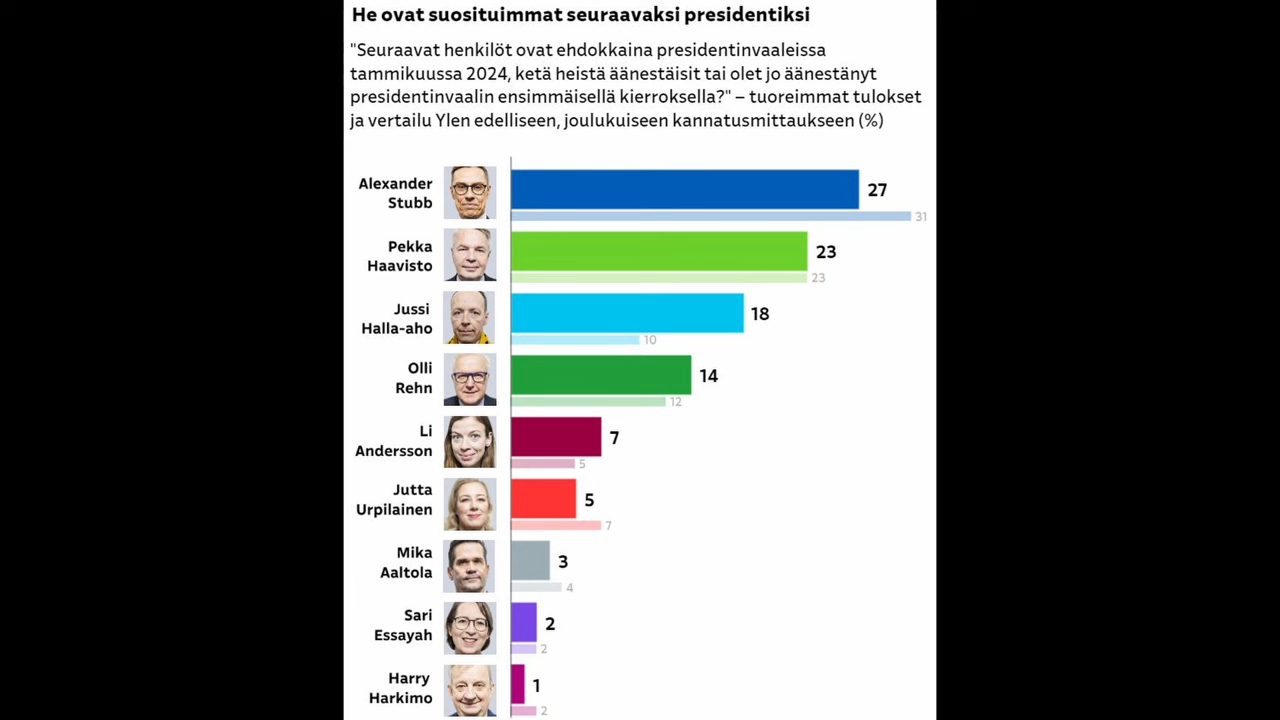 He ovat suosituimmat seuraavaksi presidentiksi
"Seuraavat henkilöt ovat ehdokkaina presidentinvaaleissa
tammikuussa 2024, ketä heistä äänestäisit tai olet jo äänestänyt
presidentinvaalin ensimmäisellä kierroksella?" – tuoreimmat tulokset
ja vertailu Ylen edelliseen, joulukuiseen kannatusmittaukseen (%)
Alexander
Stubb
27
31
Pekka
Haavisto
23
23
Jussi
Halla-aho
18
10
Olli
Rehn
14
12
Li
Andersson
7
5
Jutta
Urpilainen
5
7
Mika
Aaltola
3
4
Sari
Essayah
2
2
Harry
Harkimo
1
2